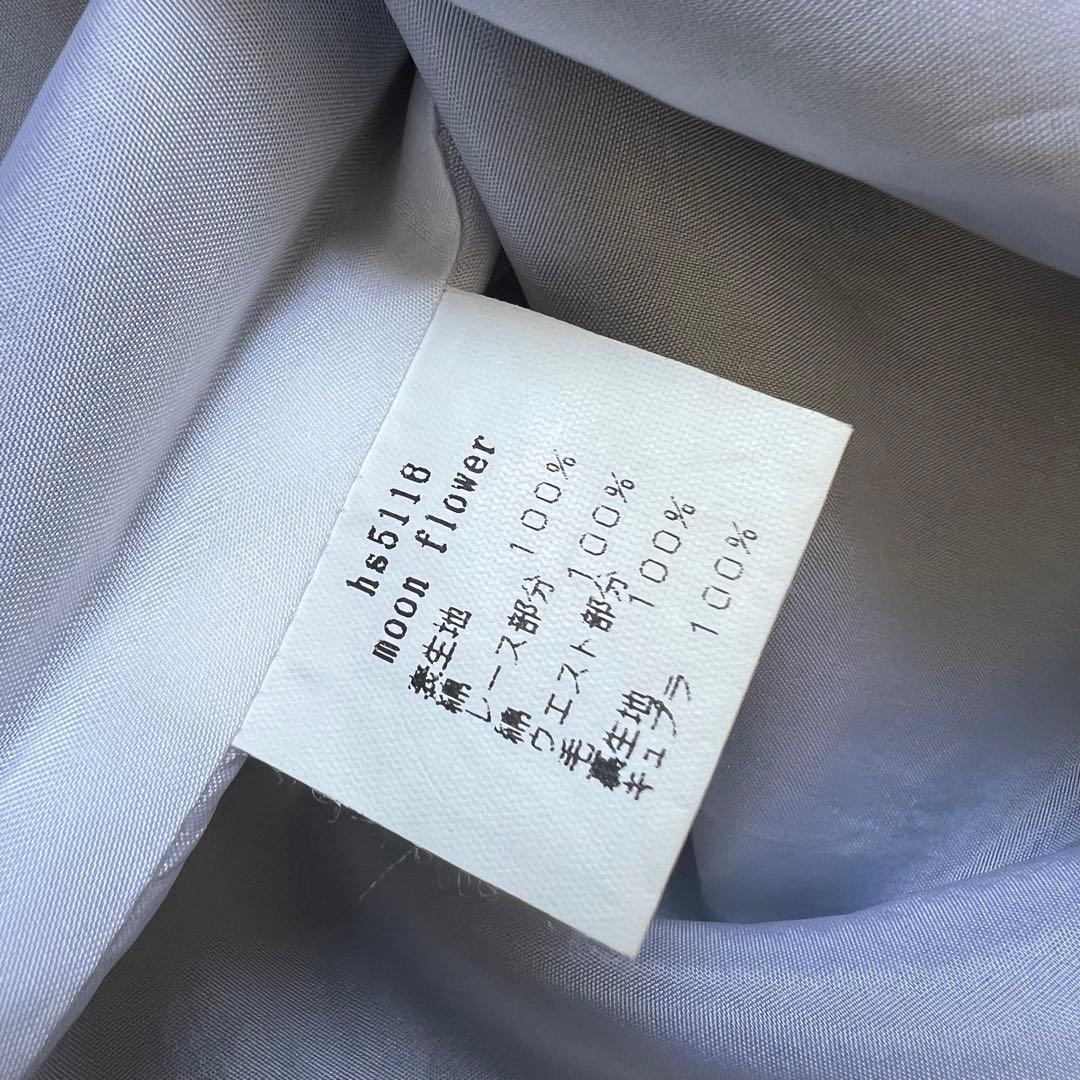 hs5118
moon flower
表生地
絹 100%
レース部分
絹 100%
ウエスト部分
毛 100%
裏生地
キュプラ 100%